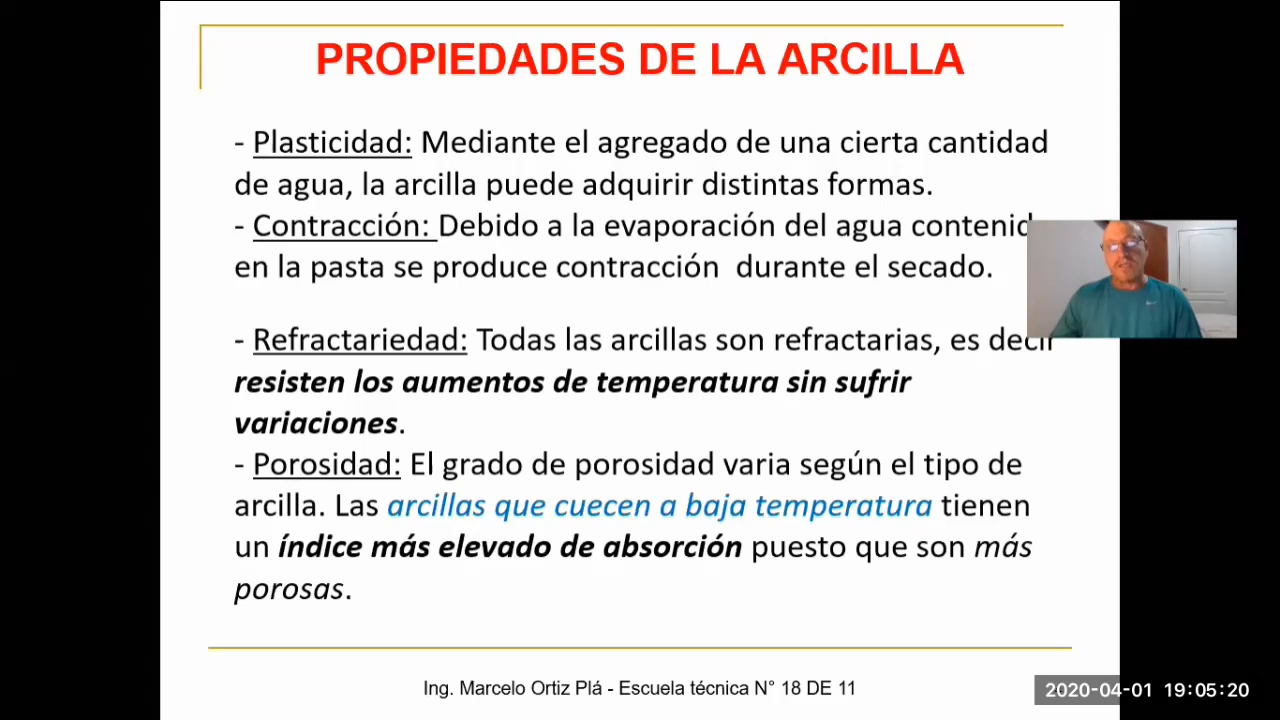 PROPIEDADES DE LA ARCILLA
- Plasticidad: Mediante el agregado de una cierta cantidad
de agua, la arcilla puede adquirir distintas formas.
- Contracción: Debido a la evaporación del agua contenid
en la pasta se produce contracción durante el secado.
- Refractariedad: Todas las arcillas son refractarias, es decir
resisten los aumentos de temperatura sin sufrir
variaciones.
- Porosidad: El grado de porosidad varia según el tipo de
arcilla. Las arcillas que cuecen a baja temperatura tienen
un índice más elevado de absorción puesto que son más
porosas.
Ing. Marcelo Ortiz Plá - Escuela técnica N° 18 DE 11
2020-04-01 19:05:20